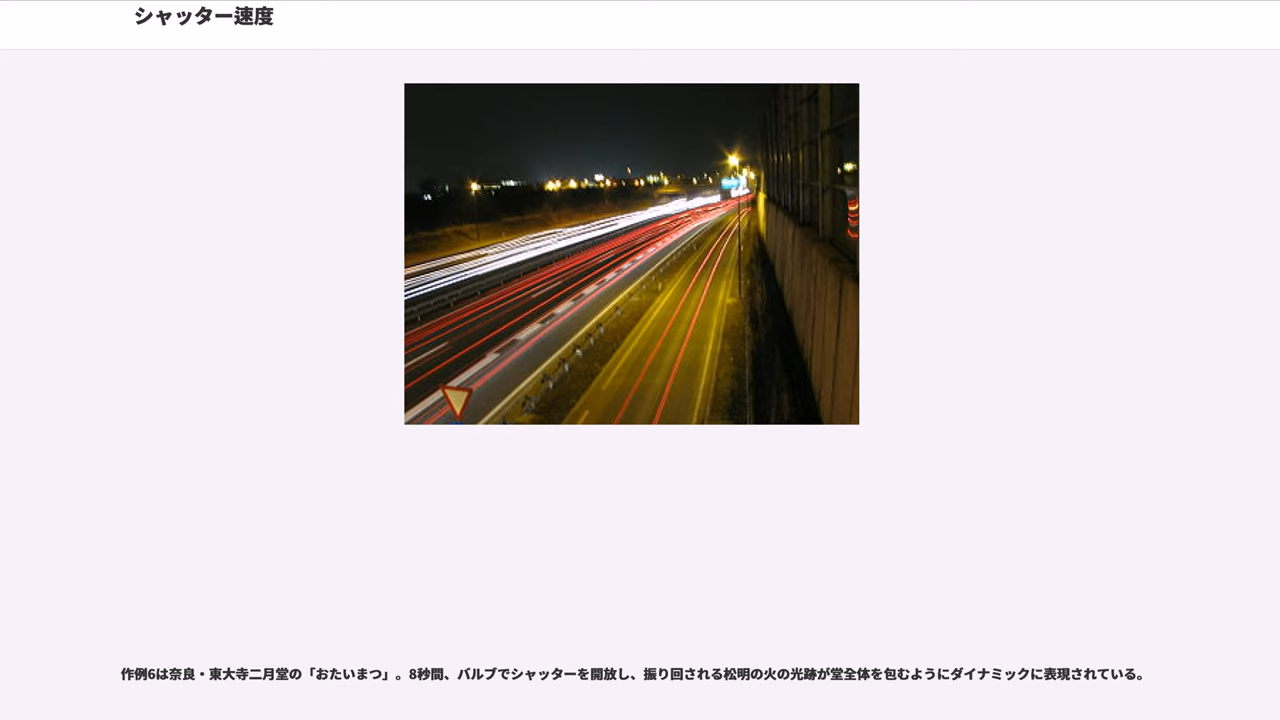 シャッター速度
作例6は奈良・東大寺二月堂の「おたいまつ」。8秒間、バルブでシャッターを開放し、振り回される松明の火の光跡が堂全体を包むようにダイナミックに表現されている。